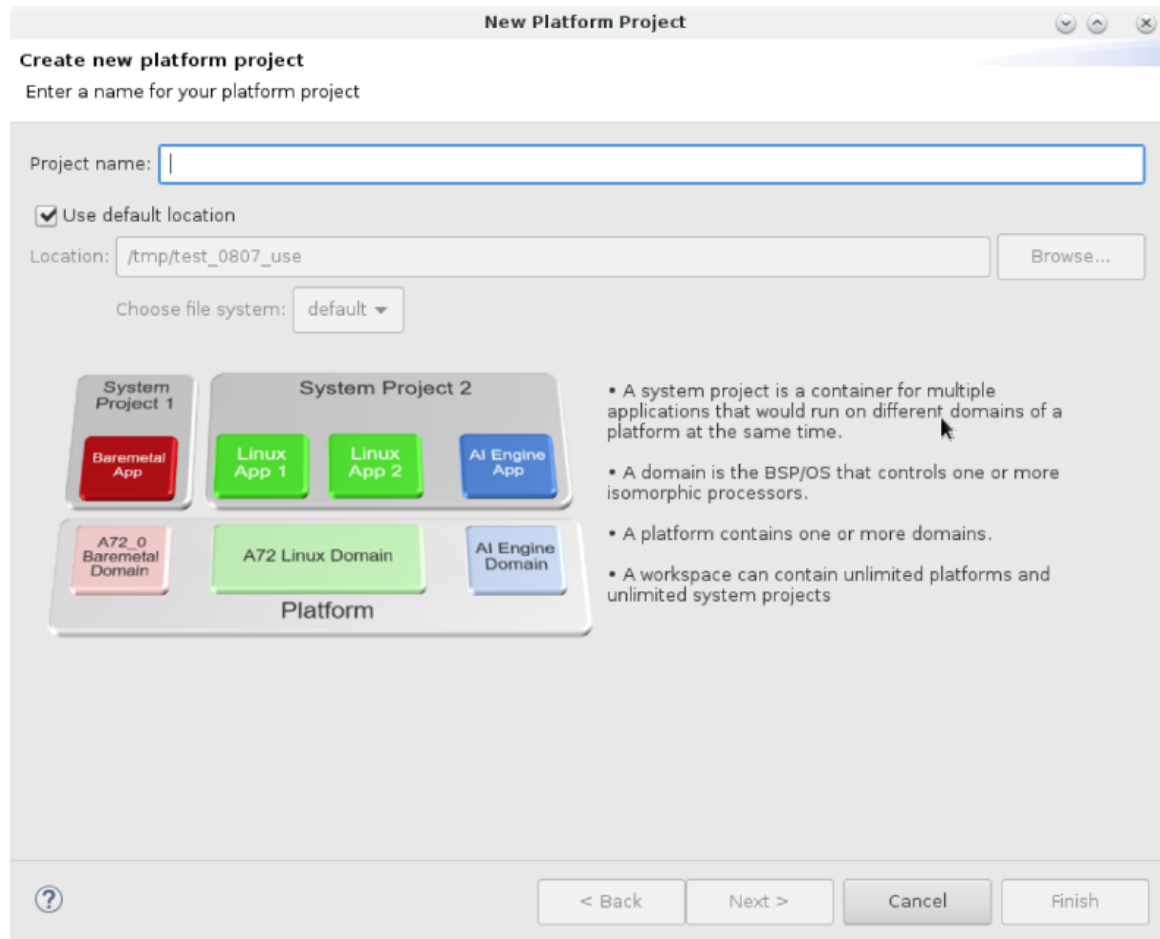 New Platform Project
Create new platform project
Enter a name for your platform project
Project name:
Use default location
Location: /tmp/test_0807_use Browse...
Choose file system: default
System
Project 1
System Project 2
Baremetal
App
Linux
App 1
Linux
App 2
AI Engine
App
A72_0
Baremetal
Domain
A72 Linux Domain
AI Engine
Domain
Platform
• A system project is a container for multiple
applications that would run on different domains of a
platform at the same time.
• A domain is the BSP/OS that controls one or more
isomorphic processors.
• A platform contains one or more domains.
• A workspace can contain unlimited platforms and
unlimited system projects
? < Back Next > Cancel Finish